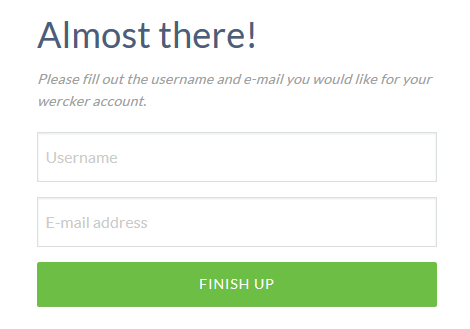 Almost there!
Please fill out the username and e-mail you would like for your
wercker account.
Username
E-mail address
FINISH UP